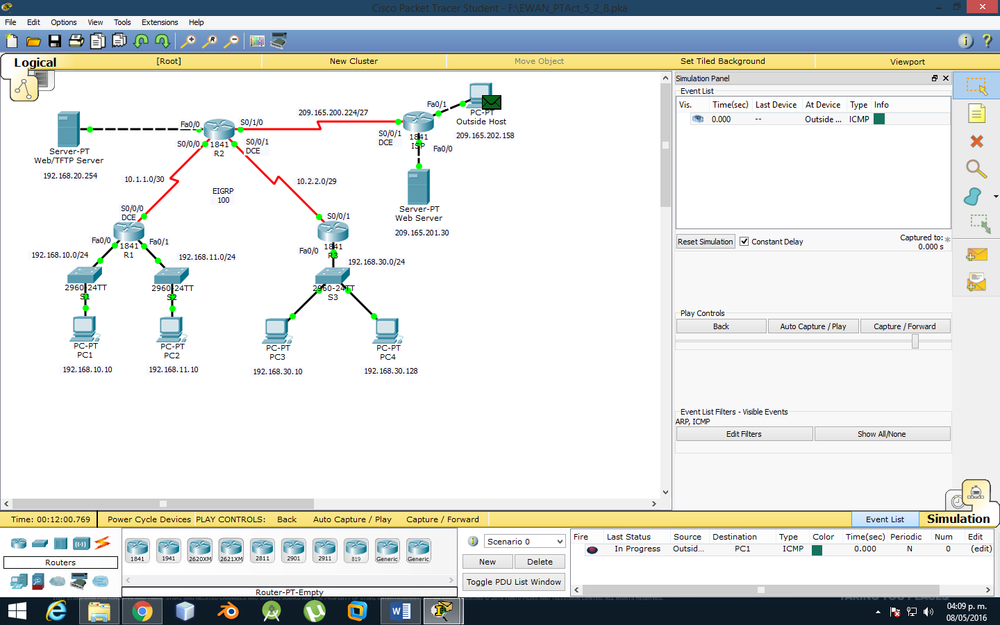 Cisco Packet Tracer Student - F:\EWAN_PTAct_5_2_8.pka
File Edit Options View Tools Extensions Help
Logical [Root] New Cluster Move Object Set Tiled Background Viewport
Simulation Panel
Event List
Vis. Time(sec) Last Device At Device Type Info
0.000 -- Outside ... ICMP
Reset Simulation Constant Delay Captured to:
0.000 s
Play Controls
Back Auto Capture / Play Capture / Forward
Event List Filters - Visible Events
ARP, ICMP
Edit Filters Show All/None
209.165.200.224/27
Fa0/1
PC-PT
Outside Host
209.165.202.158
Fa0/0
S0/1/0
S0/0/1
DCE
1841
ISP
Fa0/0
S0/0/0
1841
R2
S0/0/1
DCE
Server-PT
Web/TFTP Server
192.168.20.254
10.1.1.0/30
10.2.2.0/29
EIGRP
100
Server-PT
Web Server
209.165.201.30
S0/0/0
DCE
S0/0/1
Fa0/0
1841
R1
Fa0/1
Fa0/0
1841
R3
192.168.10.0/24
192.168.11.0/24
192.168.30.0/24
2960-24TT
S1
2960-24TT
S2
2960-24TT
S3
PC-PT
PC1
192.168.10.10
PC-PT
PC2
192.168.11.10
PC-PT
PC3
192.168.30.10
PC-PT
PC4
192.168.30.128
Time: 00:12:00.769 Power Cycle Devices PLAY CONTROLS: Back Auto Capture / Play Capture / Forward Event List Simulation
Routers
1841 1941 2620XM 2621XM 2811 2901 2911 819 Generic Generic
Router-PT-Empty
Scenario 0
New Delete
Toggle PDU List Window
Fire Last Status Source Destination Type Color Time(sec) Periodic Num Edit
In Progress Outsid... PC1 ICMP 0.000 N 0 (edit)
TAKING YOU PLACES
04:09 p. m.
08/05/2016